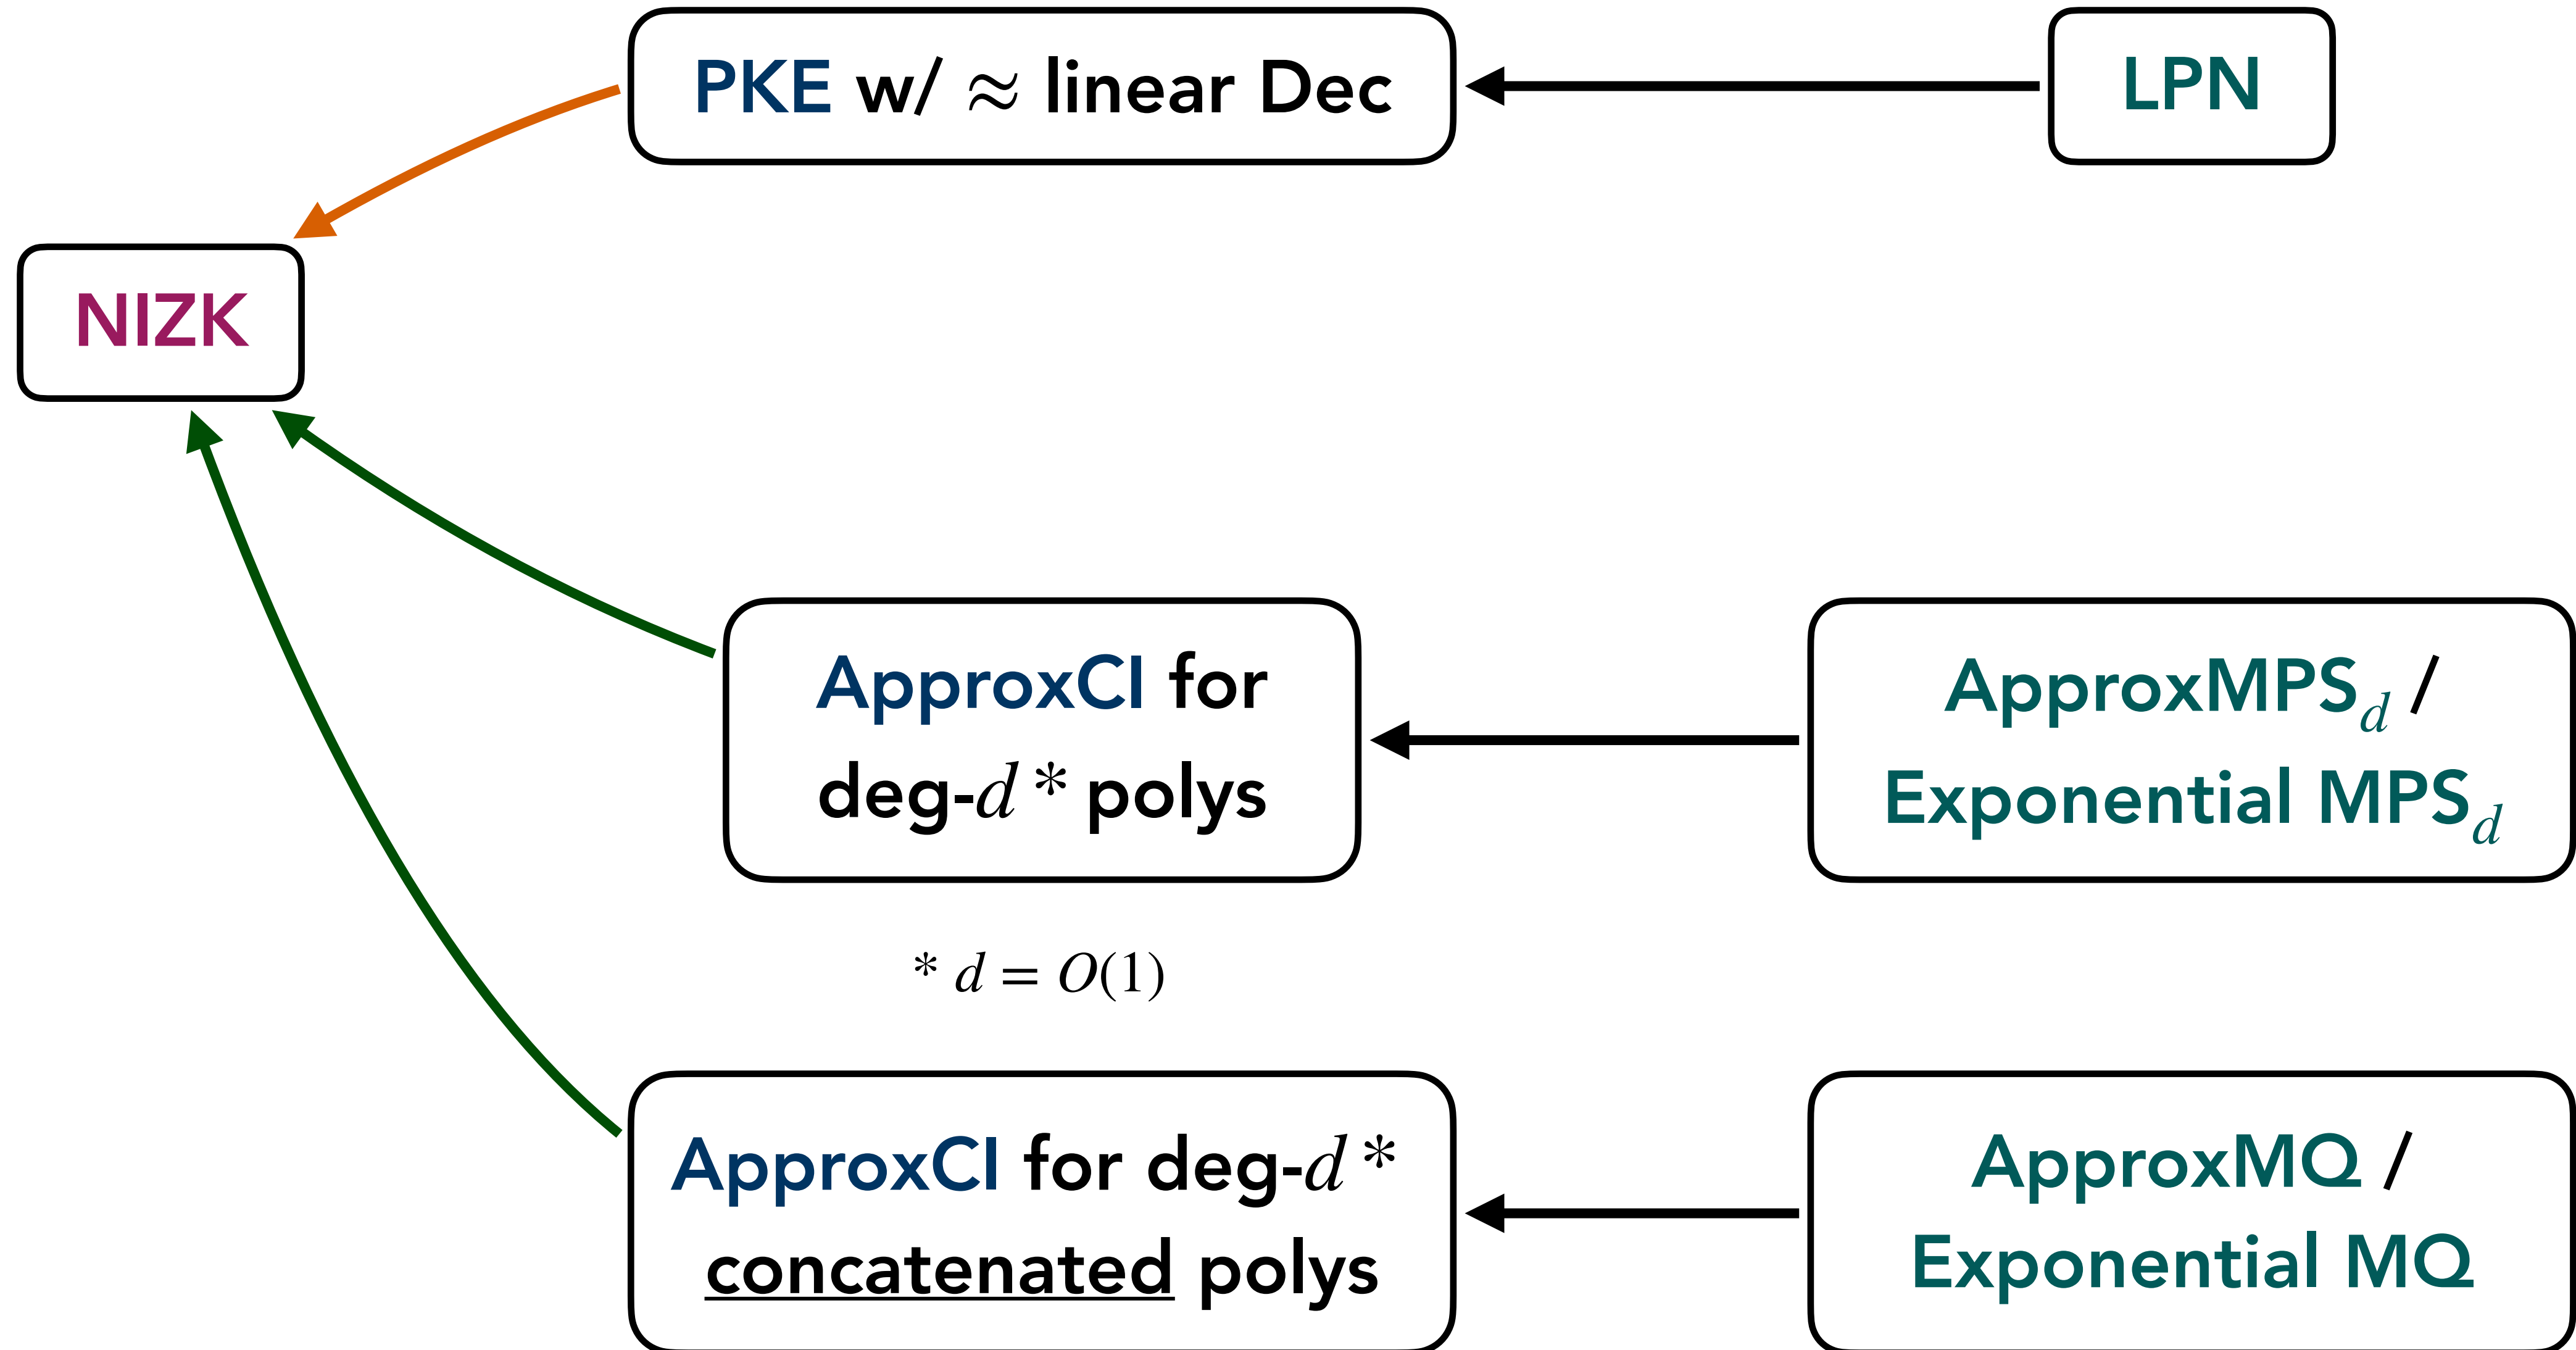 PKE w/ ≈ linear Dec
LPN
NIZK
ApproxCI for
deg-d * polys
ApproxMPS_d /
Exponential MPS_d
* d = O(1)
ApproxCI for deg-d *
concatenated polys
ApproxMQ /
Exponential MQ